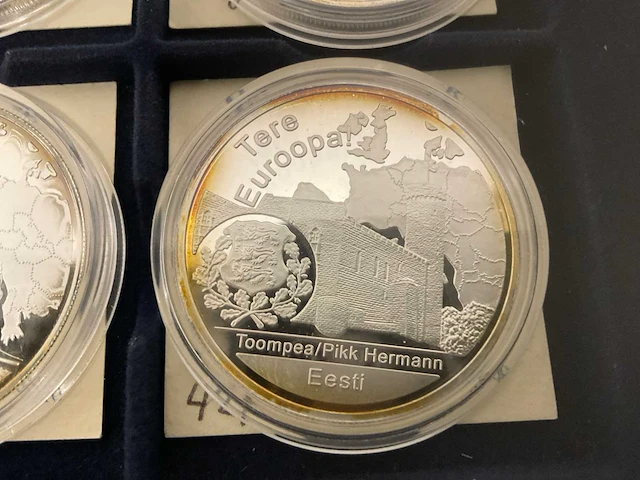 Tere
Euroopa!
Toompea/Pikk Hermann
Eesti